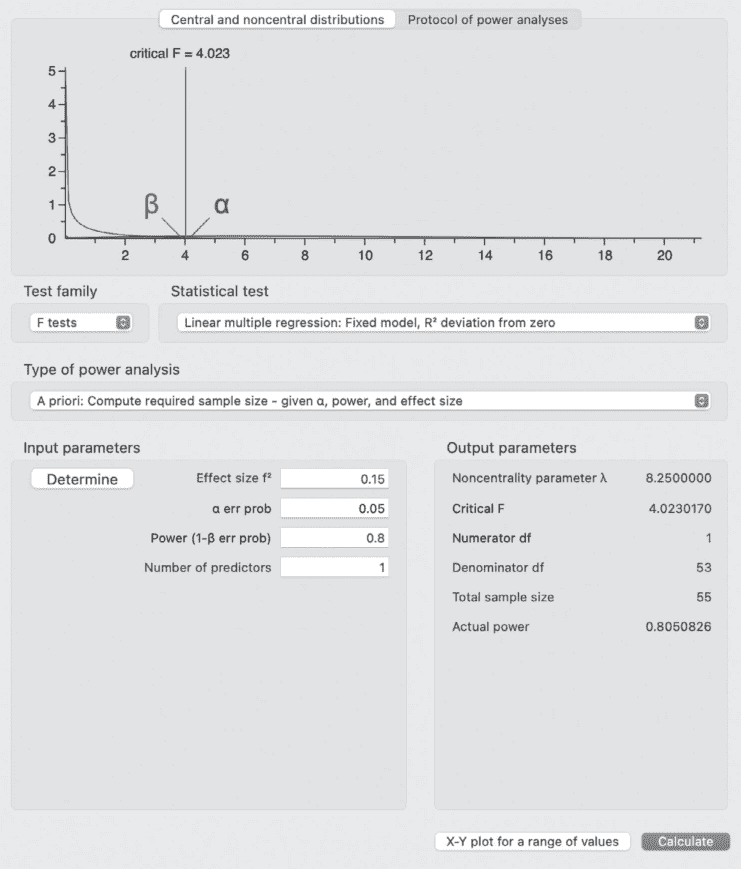 Central and noncentral distributions Protocol of power analyses
critical F = 4.023
5
4
3
2
1
0
β α
2 4 6 8 10 12 14 16 18 20
Test family Statistical test
F tests Linear multiple regression: Fixed model, R² deviation from zero
Type of power analysis
A priori: Compute required sample size - given α, power, and effect size
Input parameters Output parameters
Determine Effect size f² 0.15 Noncentrality parameter λ 8.2500000
α err prob 0.05 Critical F 4.0230170
Power (1-β err prob) 0.8 Numerator df 1
Number of predictors 1 Denominator df 53
Total sample size 55
Actual power 0.8050826
X-Y plot for a range of values Calculate